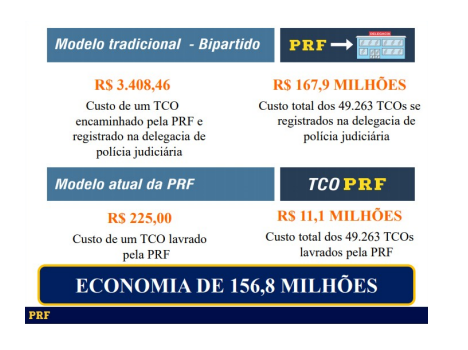 Modelo tradicional - Bipartido
PRF
DELEGACIA
R$ 3.408,46
Custo de um TCO
encaminhado pela PRF e
registrado na delegacia de
polícia judiciária
R$ 167,9 MILHÕES
Custo total dos 49.263 TCOs se
registrados na delegacia de
polícia judiciária
Modelo atual da PRF
TCO PRF
R$ 225,00
Custo de um TCO lavrado
pela PRF
R$ 11,1 MILHÕES
Custo total dos 49.263 TCOs
lavrados pela PRF
ECONOMIA DE 156,8 MILHÕES
PRF